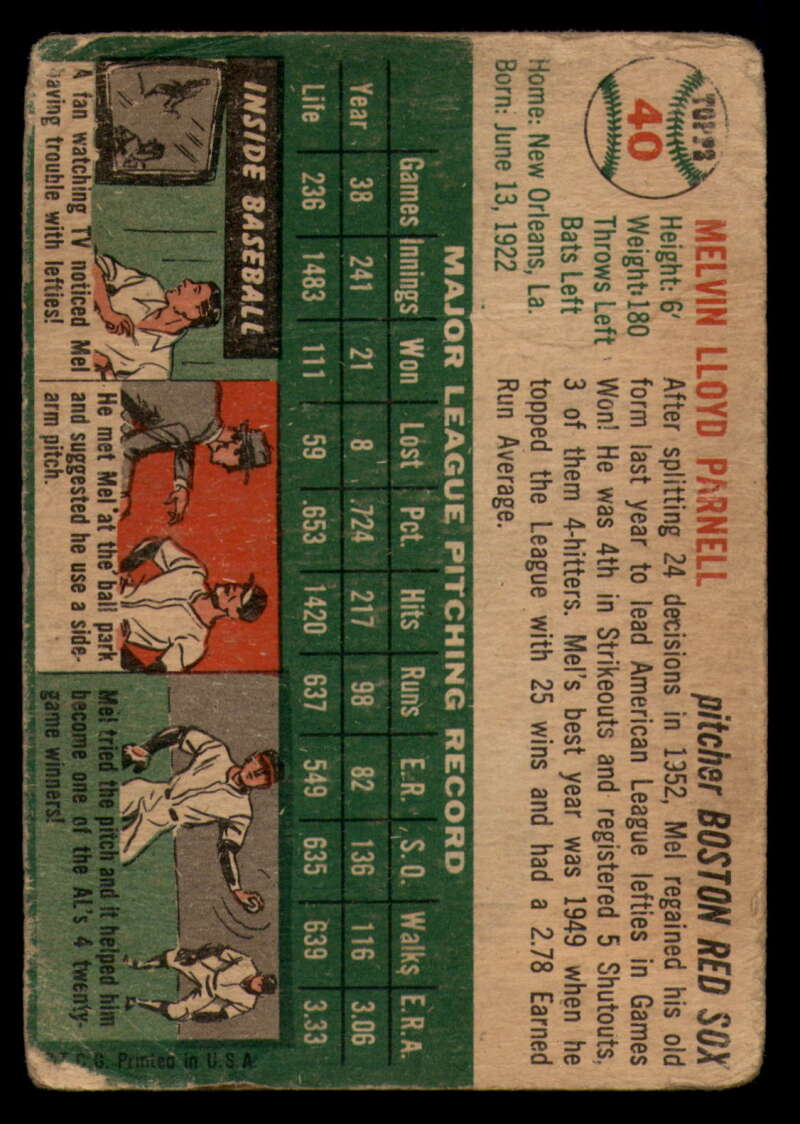 TOPPS
40
MELVIN LLOYD PARNELL
pitcher BOSTON RED SOX
Height: 6'
Weight: 180
Throws Left
Bats Left
Home: New Orleans, La.
Born: June 13, 1922
After splitting 24 decisions in 1952, Mel regained his old
form last year to lead American League lefties in Games
Won! He was 4th in Strikeouts and registered 5 Shutouts,
3 of them 4-hitters. Mel's best year was 1949 when he
topped the League with 25 wins and had a 2.78 Earned
Run Average.
MAJOR LEAGUE PITCHING RECORD
Games Innings Won Lost Pct. Hits Runs E.R. S.O. Walks E.R.A.
Year 38 241 21 8 .724 217 98 82 136 116 3.06
Life 236 1483 111 59 .653 1420 637 549 635 639 3.33
INSIDE BASEBALL
A fan watching TV noticed Mel
having trouble with lefties!
He met Mel at the ball park
and suggested he use a side-
arm pitch.
Mel tried the pitch and it helped him
become one of the AL's 4 twenty-
game winners!
T.C.G. Printed in U.S.A.